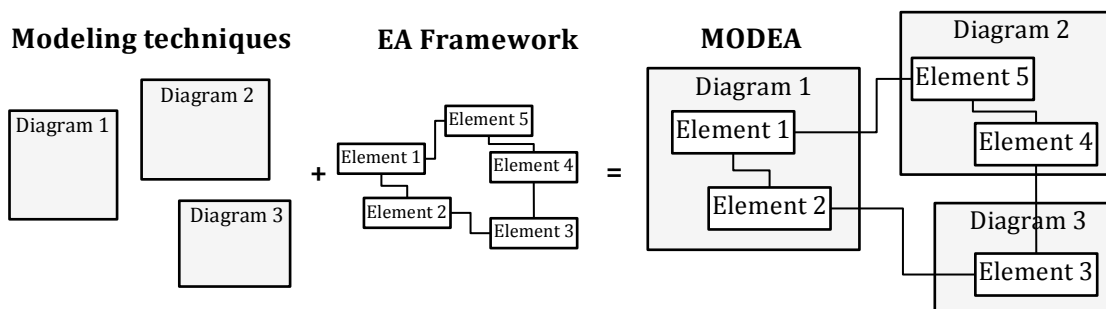 Modeling techniques
Diagram 1
Diagram 2
Diagram 3
+
EA Framework
Element 1
Element 5
Element 4
Element 2
Element 3
=
MODEA
Diagram 1
Element 1
Element 2
Diagram 2
Element 5
Element 4
Diagram 3
Element 3